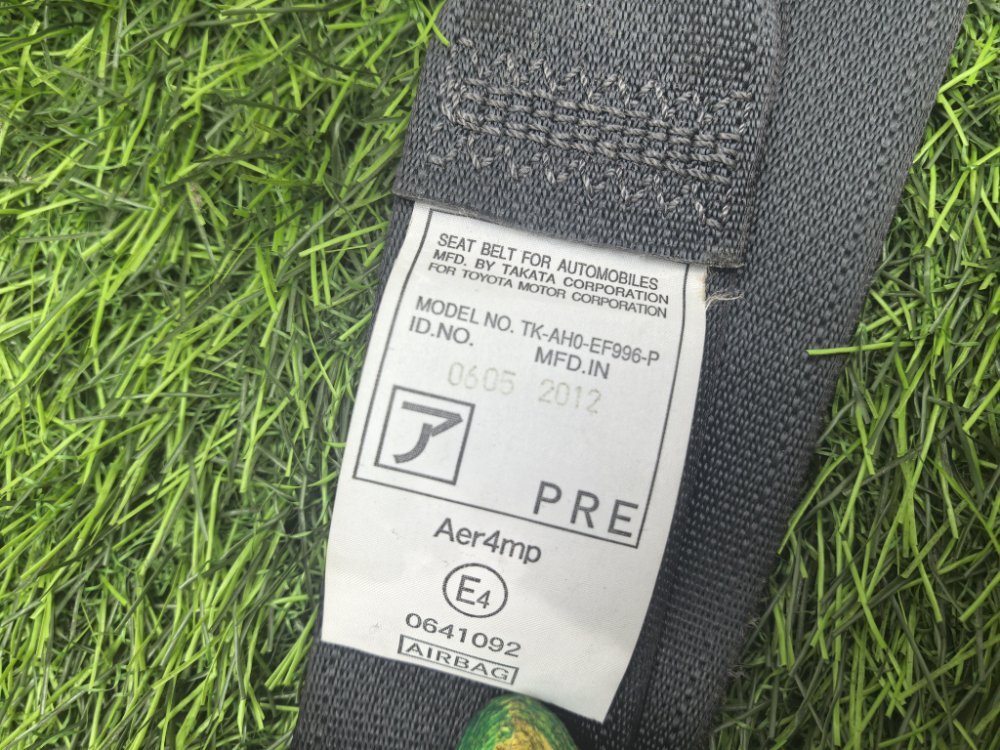 SEAT BELT FOR AUTOMOBILES
MFD. BY TAKATA CORPORATION
FOR TOYOTA MOTOR CORPORATION
MODEL NO. TK-AH0-EF996-P
ID.NO. MFD.IN
0605 2012
ア
PRE
Aer4mp
E4
0641092
AIRBAG